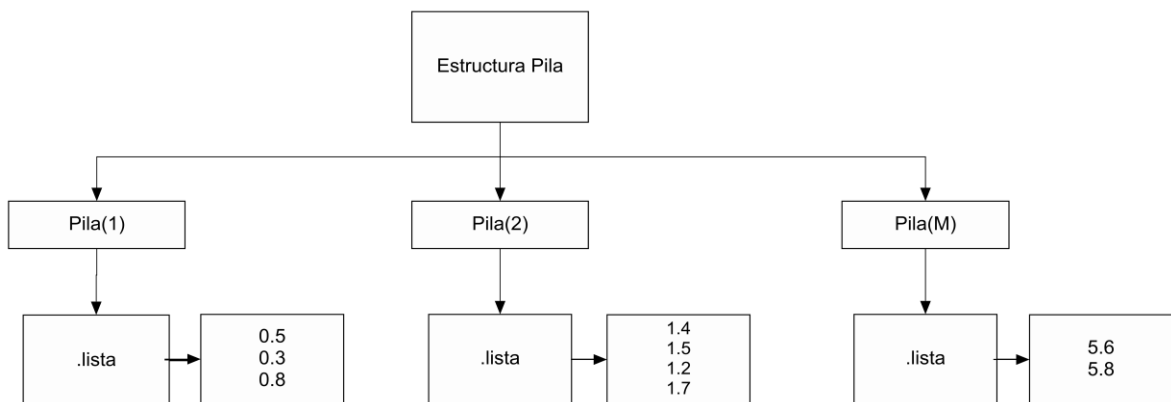 Estructura Pila
Pila(1)
Pila(2)
Pila(M)
.lista
0.5
0.3
0.8
.lista
1.4
1.5
1.2
1.7
.lista
5.6
5.8